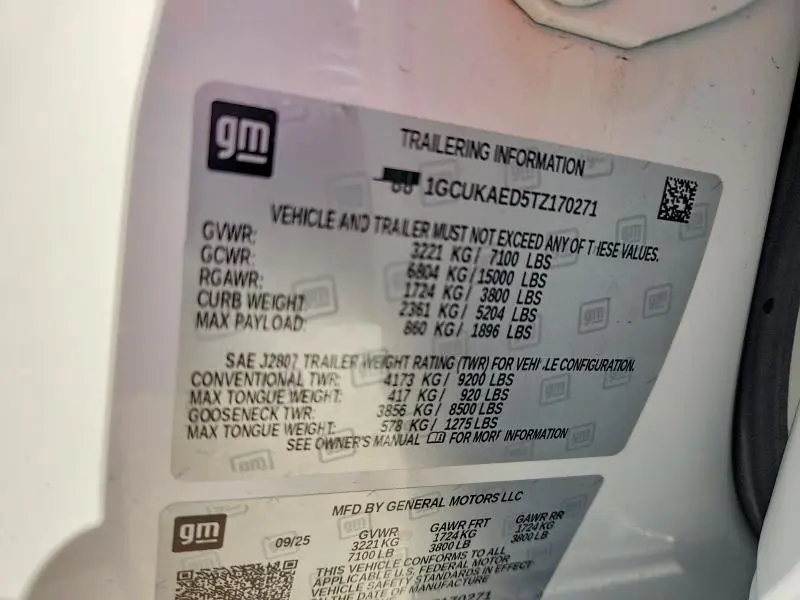 gm
TRAILERING INFORMATION
1GCUKAED5TZ170271
VEHICLE AND TRAILER MUST NOT EXCEED ANY OF THESE VALUES.
GVWR: 3221 KG/ 7100 LBS
GCWR: 6804 KG/ 15000 LBS
RGAWR: 1724 KG/ 3800 LBS
CURB WEIGHT: 2361 KG/ 5204 LBS
MAX PAYLOAD: 860 KG/ 1896 LBS
SAE J2807 TRAILER WEIGHT RATING (TWR) FOR VEHICLE CONFIGURATION.
CONVENTIONAL TWR: 4173 KG/ 9200 LBS
MAX TONGUE WEIGHT: 417 KG/ 920 LBS
GOOSENECK TWR: 3856 KG/ 8500 LBS
MAX TONGUE WEIGHT: 578 KG/ 1275 LBS
SEE OWNER'S MANUAL FOR MORE INFORMATION
gm
MFD BY GENERAL MOTORS LLC
09/25
GVWR GAWR FRT GAWR RR
3221 KG 1724 KG 1724 KG
7100 LB 3800 LB 3800 LB
THIS VEHICLE CONFORMS TO ALL
APPLICABLE U.S. FEDERAL MOTOR
VEHICLE SAFETY STANDARDS IN EFFECT
DATE OF MANUFACTURE
170271